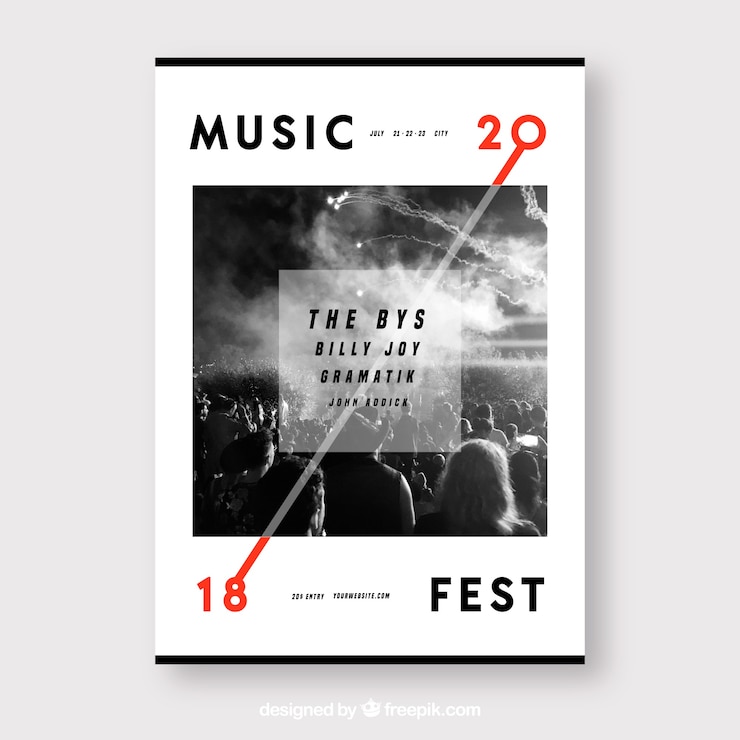 MUSIC JULY 21-22-23 CITY 20
THE BYS
BILLY JOY
GRAMATIK
JOHN ADDICK
18 20$ ENTRY YOURWEBSITE.COM FEST
designed by freepik.com